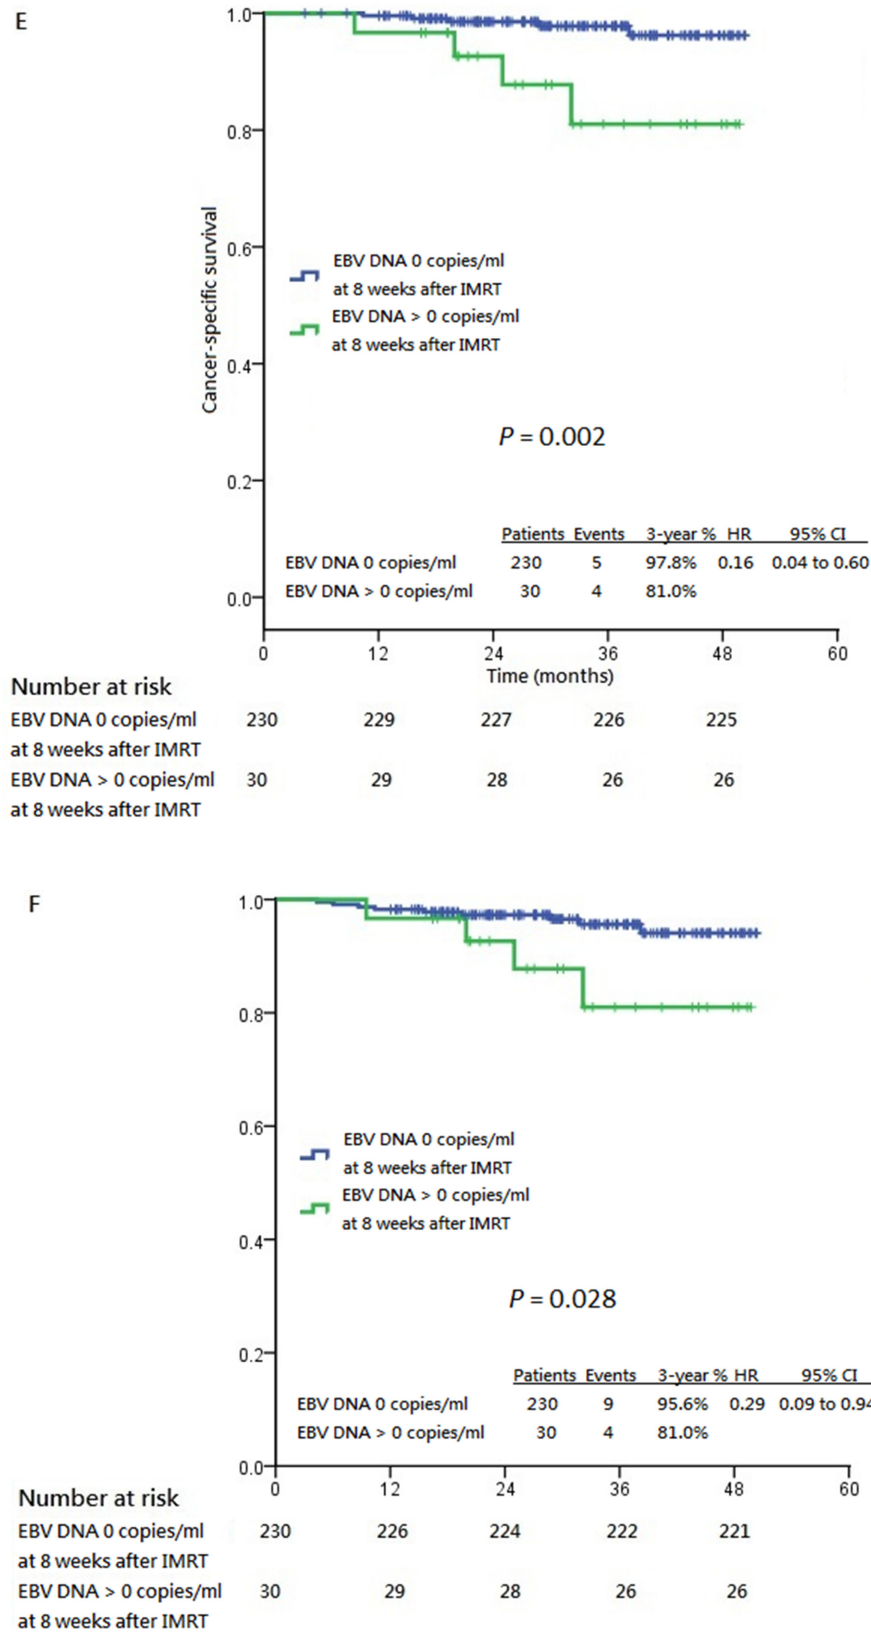 E
1.0
0.8
0.6
0.4
0.2
0.0
Cancer-specific survival
EBV DNA 0 copies/ml
at 8 weeks after IMRT
EBV DNA > 0 copies/ml
at 8 weeks after IMRT
P = 0.002
Patients Events 3-year % HR 95% CI
EBV DNA 0 copies/ml 230 5 97.8% 0.16 0.04 to 0.60
EBV DNA > 0 copies/ml 30 4 81.0%
0 12 24 36 48 60
Time (months)
Number at risk
EBV DNA 0 copies/ml 230 229 227 226 225
at 8 weeks after IMRT
EBV DNA > 0 copies/ml 30 29 28 26 26
at 8 weeks after IMRT
F
1.0
0.8
0.6
0.4
0.2
0.0
EBV DNA 0 copies/ml
at 8 weeks after IMRT
EBV DNA > 0 copies/ml
at 8 weeks after IMRT
P = 0.028
Patients Events 3-year % HR 95% CI
EBV DNA 0 copies/ml 230 9 95.6% 0.29 0.09 to 0.94
EBV DNA > 0 copies/ml 30 4 81.0%
0 12 24 36 48 60
Number at risk
EBV DNA 0 copies/ml 230 226 224 222 221
at 8 weeks after IMRT
EBV DNA > 0 copies/ml 30 29 28 26 26
at 8 weeks after IMRT